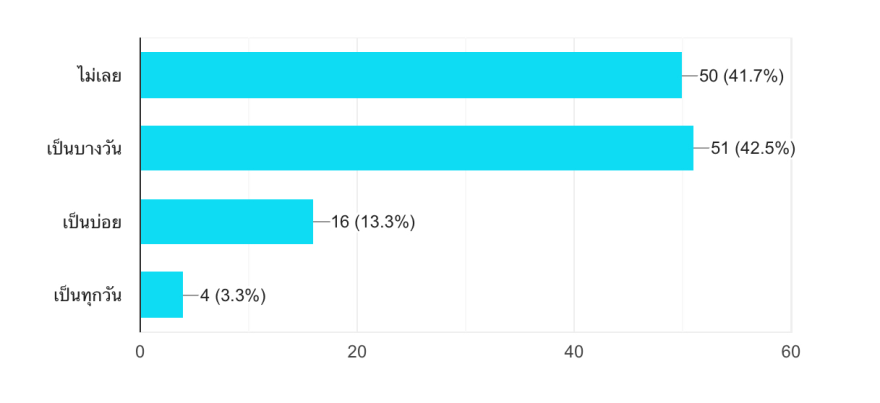 ไม่เลย 50 (41.7%)
เป็นบางวัน 51 (42.5%)
เป็นบ่อย 16 (13.3%)
เป็นทุกวัน 4 (3.3%)
0 20 40 60